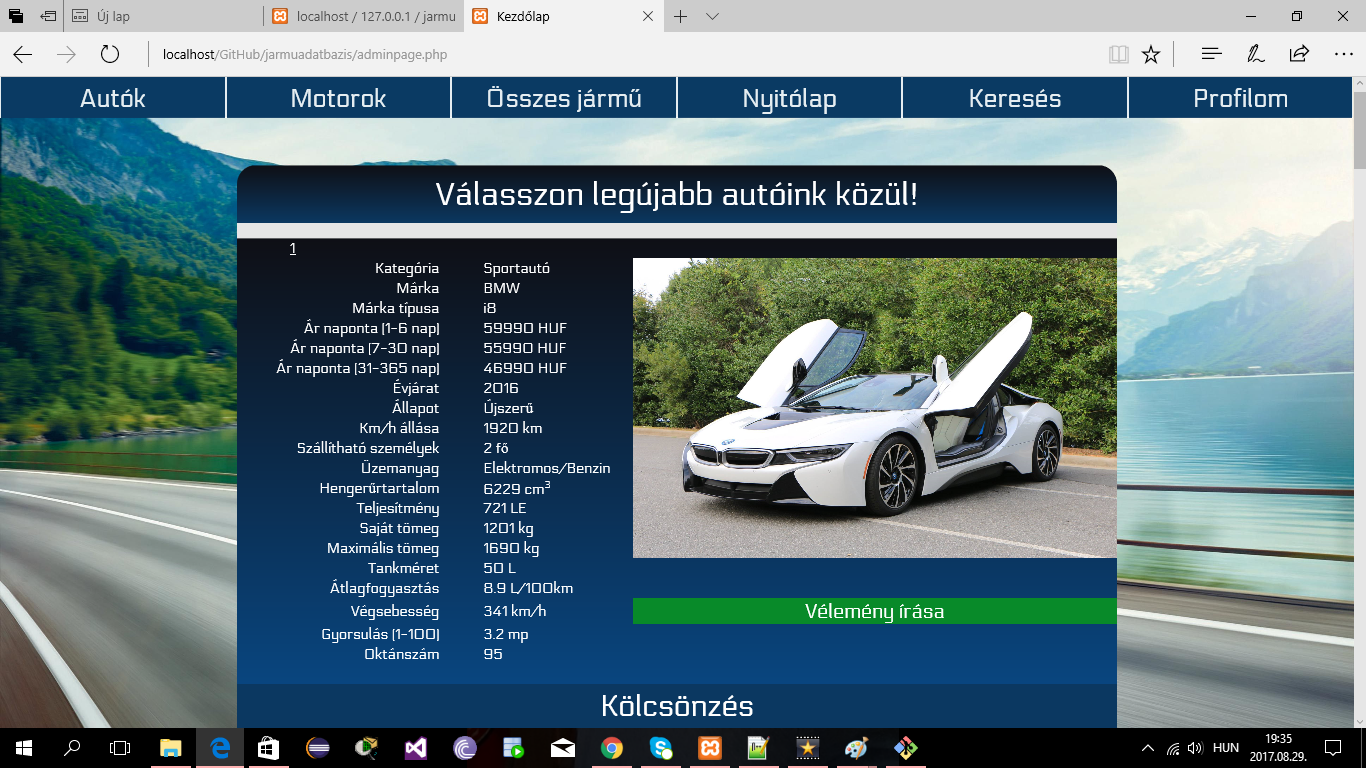 Új lap
localhost / 127.0.0.1 / jarmu
Kezdőlap
localhost/GitHub/jarmuadatbazis/adminpage.php
Autók
Motorok
Összes jármű
Nyitólap
Keresés
Profilom
Válasszon legújabb autóink közül!
1
Kategória Sportautó
Márka BMW
Márka típusa i8
Ár naponta (1-6 nap) 59990 HUF
Ár naponta (7-30 nap) 55990 HUF
Ár naponta (31-365 nap) 46990 HUF
Évjárat 2016
Állapot Újszerű
Km/h állása 1920 km
Szállítható személyek 2 fő
Üzemanyag Elektromos/Benzin
Hengerűrtartalom 6229 cm³
Teljesítmény 721 LE
Saját tömeg 1201 kg
Maximális tömeg 1690 kg
Tankméret 50 L
Átlagfogyasztás 8.9 L/100km
Végsebesség 341 km/h
Gyorsulás (1-100) 3.2 mp
Oktánszám 95
Vélemény írása
Kölcsönzés
HUN
19:35
2017.08.29.